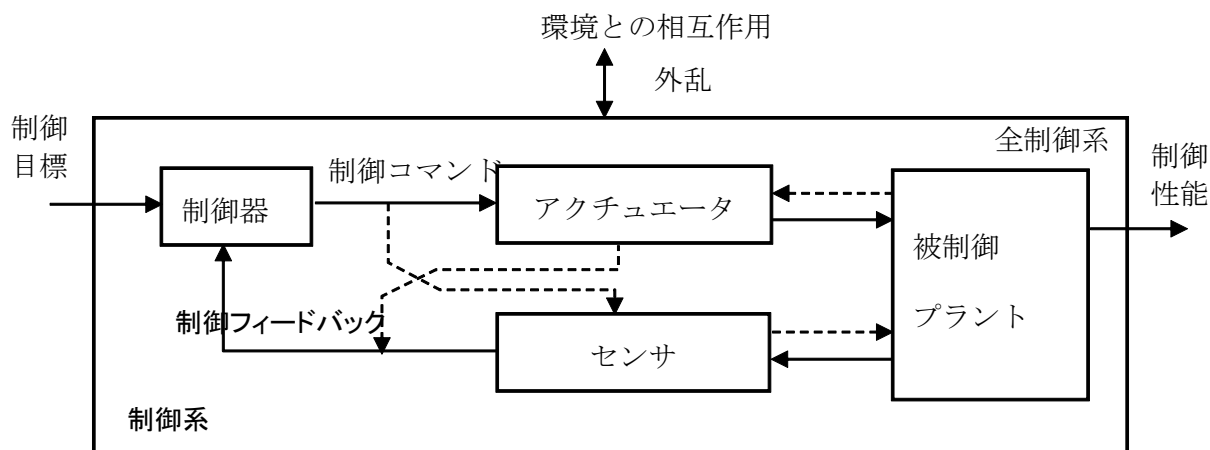 環境との相互作用
外乱
制御
目標
全制御系
制御
性能
制御コマンド
制御器
アクチュエータ
被制御
プラント
制御フィードバック
センサ
制御系